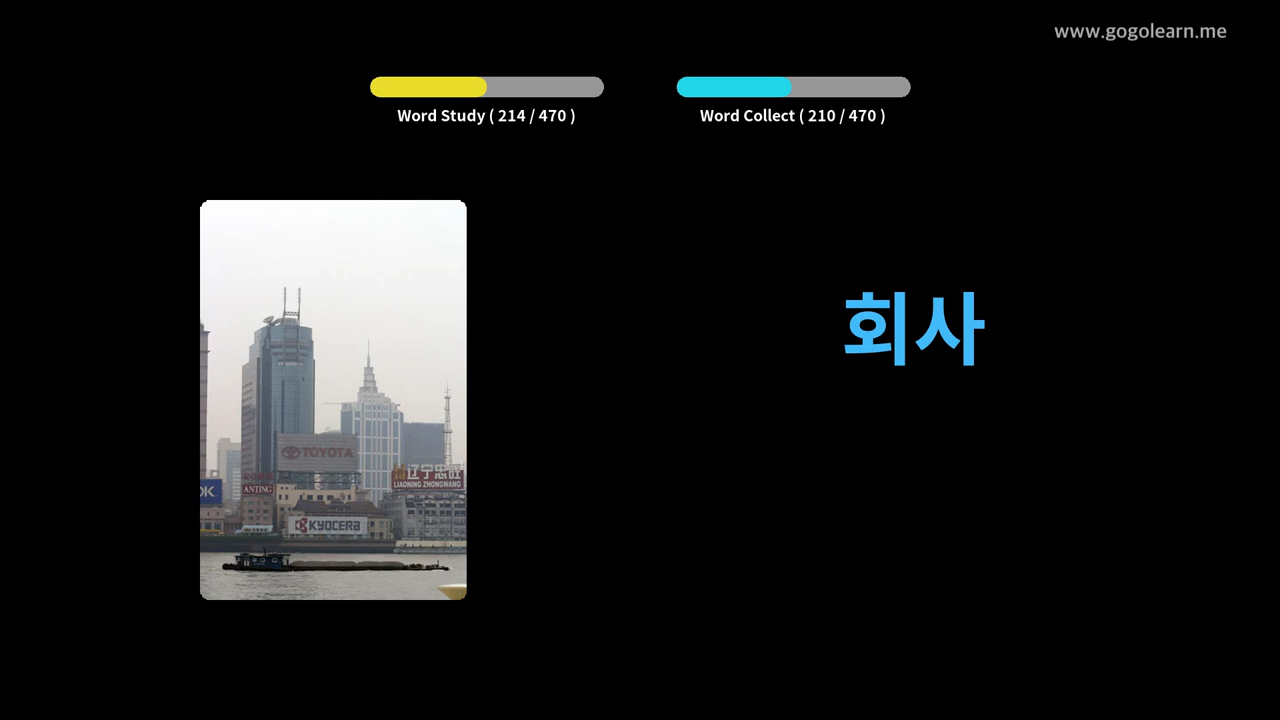 www.gogolearn.me
Word Study ( 214 / 470 )
Word Collect ( 210 / 470 )
회사
TOYOTA
辽宁忠旺
LIAONING ZHONGWANG
OK
ANTING
KYOCERA